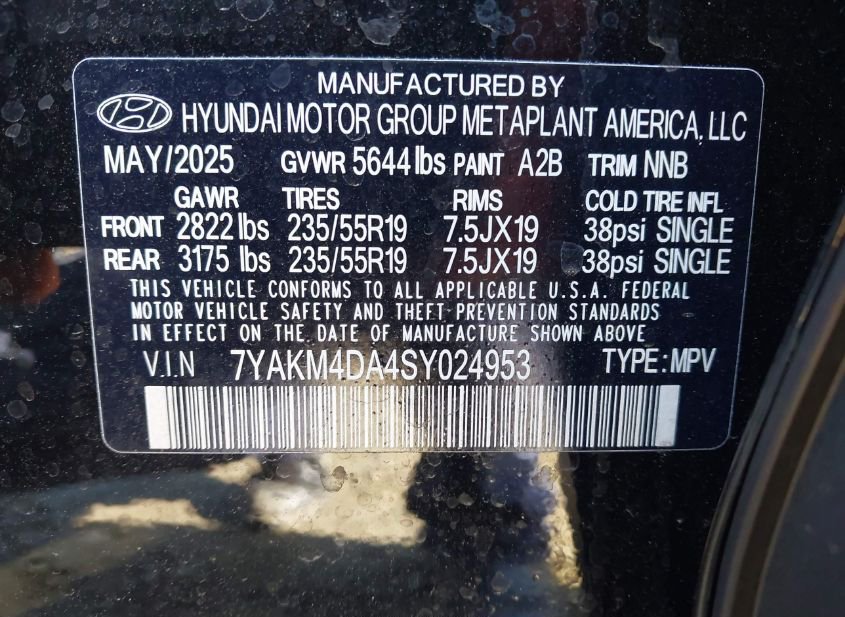 MANUFACTURED BY
HYUNDAI MOTOR GROUP METAPLANT AMERICA, LLC
MAY/2025 GVWR 5644 lbs PAINT A2B TRIM NNB
GAWR TIRES RIMS COLD TIRE INFL
FRONT 2822 lbs 235/55R19 7.5JX19 38psi SINGLE
REAR 3175 lbs 235/55R19 7.5JX19 38psi SINGLE
THIS VEHICLE CONFORMS TO ALL APPLICABLE U.S.A. FEDERAL
MOTOR VEHICLE SAFETY AND THEFT PREVENTION STANDARDS
IN EFFECT ON THE DATE OF MANUFACTURE SHOWN ABOVE
V.I.N 7YAKM4DA4SY024953 TYPE: MPV